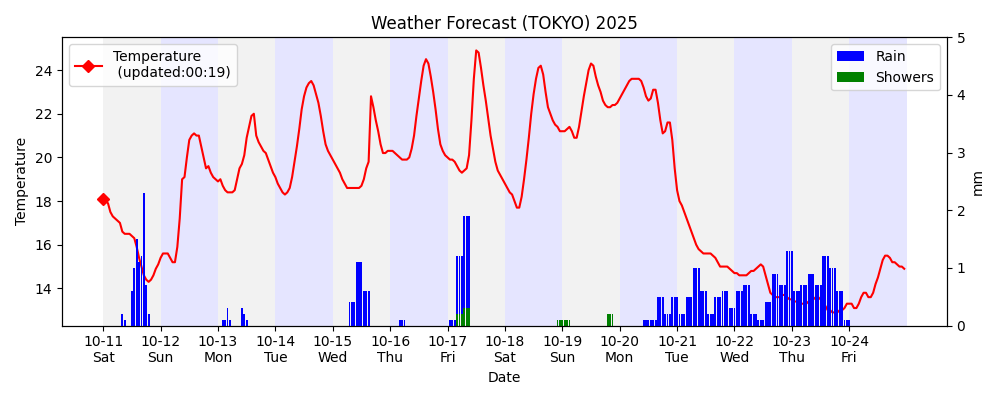 Weather Forecast (TOKYO) 2025
Temperature
(updated:00:19)
Rain
Showers
Temperature
24
22
20
18
16
14
5
4
3
2
1
0
mm
10-11 10-12 10-13 10-14 10-15 10-16 10-17 10-18 10-19 10-20 10-21 10-22 10-23 10-24
Sat Sun Mon Tue Wed Thu Fri Sat Sun Mon Tue Wed Thu Fri
Date